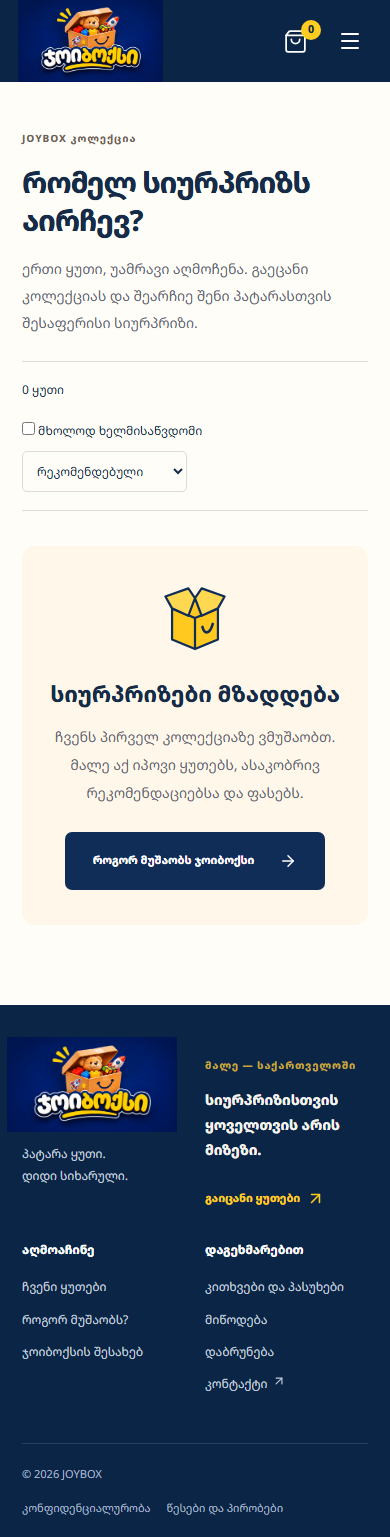 ჯოიბოქსი
0
JOYBOX კოლექცია
რომელ სიურპრიზს
აირჩევ?
ერთი ყუთი, უამრავი აღმოჩენა. გაეცანი
კოლექციას და შეარჩიე შენი პატარასთვის
შესაფერისი სიურპრიზი.
0 ყუთი
მხოლოდ ხელმისაწვდომი
რეკომენდებული
სიურპრიზები მზადდება
ჩვენს პირველ კოლექციაზე ვმუშაობთ.
მალე აქ იპოვი ყუთებს, ასაკობრივ
რეკომენდაციებსა და ფასებს.
როგორ მუშაობს ჯოიბოქსი
ჯოიბოქსი
პატარა ყუთი.
დიდი სიხარული.
მალე — საქართველოში
სიურპრიზისთვის
ყოველთვის არის
მიზეზი.
გაიცანი ყუთები
აღმოაჩინე
ჩვენი ყუთები
როგორ მუშაობს?
ჯოიბოქსის შესახებ
დაგეხმარებით
კითხვები და პასუხები
მიწოდება
დაბრუნება
კონტაქტი
© 2026 JOYBOX
კონფიდენციალურობა წესები და პირობები